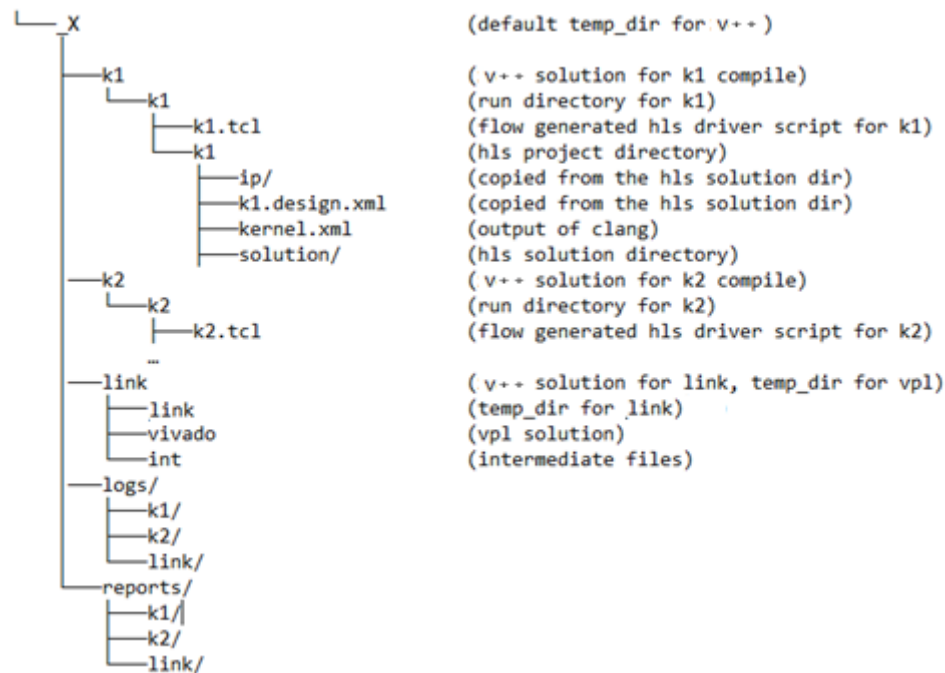 _X (default temp_dir for v++ )
k1 ( v++ solution for k1 compile)
k1 (run directory for k1)
k1.tcl (flow generated hls driver script for k1)
k1 (hls project directory)
ip/ (copied from the hls solution dir)
k1.design.xml (copied from the hls solution dir)
kernel.xml (output of clang)
solution/ (hls solution directory)
k2 ( v++ solution for k2 compile)
k2 (run directory for k2)
k2.tcl (flow generated hls driver script for k2)
…
link ( v++ solution for link, temp_dir for vpl)
link (temp_dir for link)
vivado (vpl solution)
int (intermediate files)
logs/
k1/
k2/
link/
reports/
k1/
k2/
link/